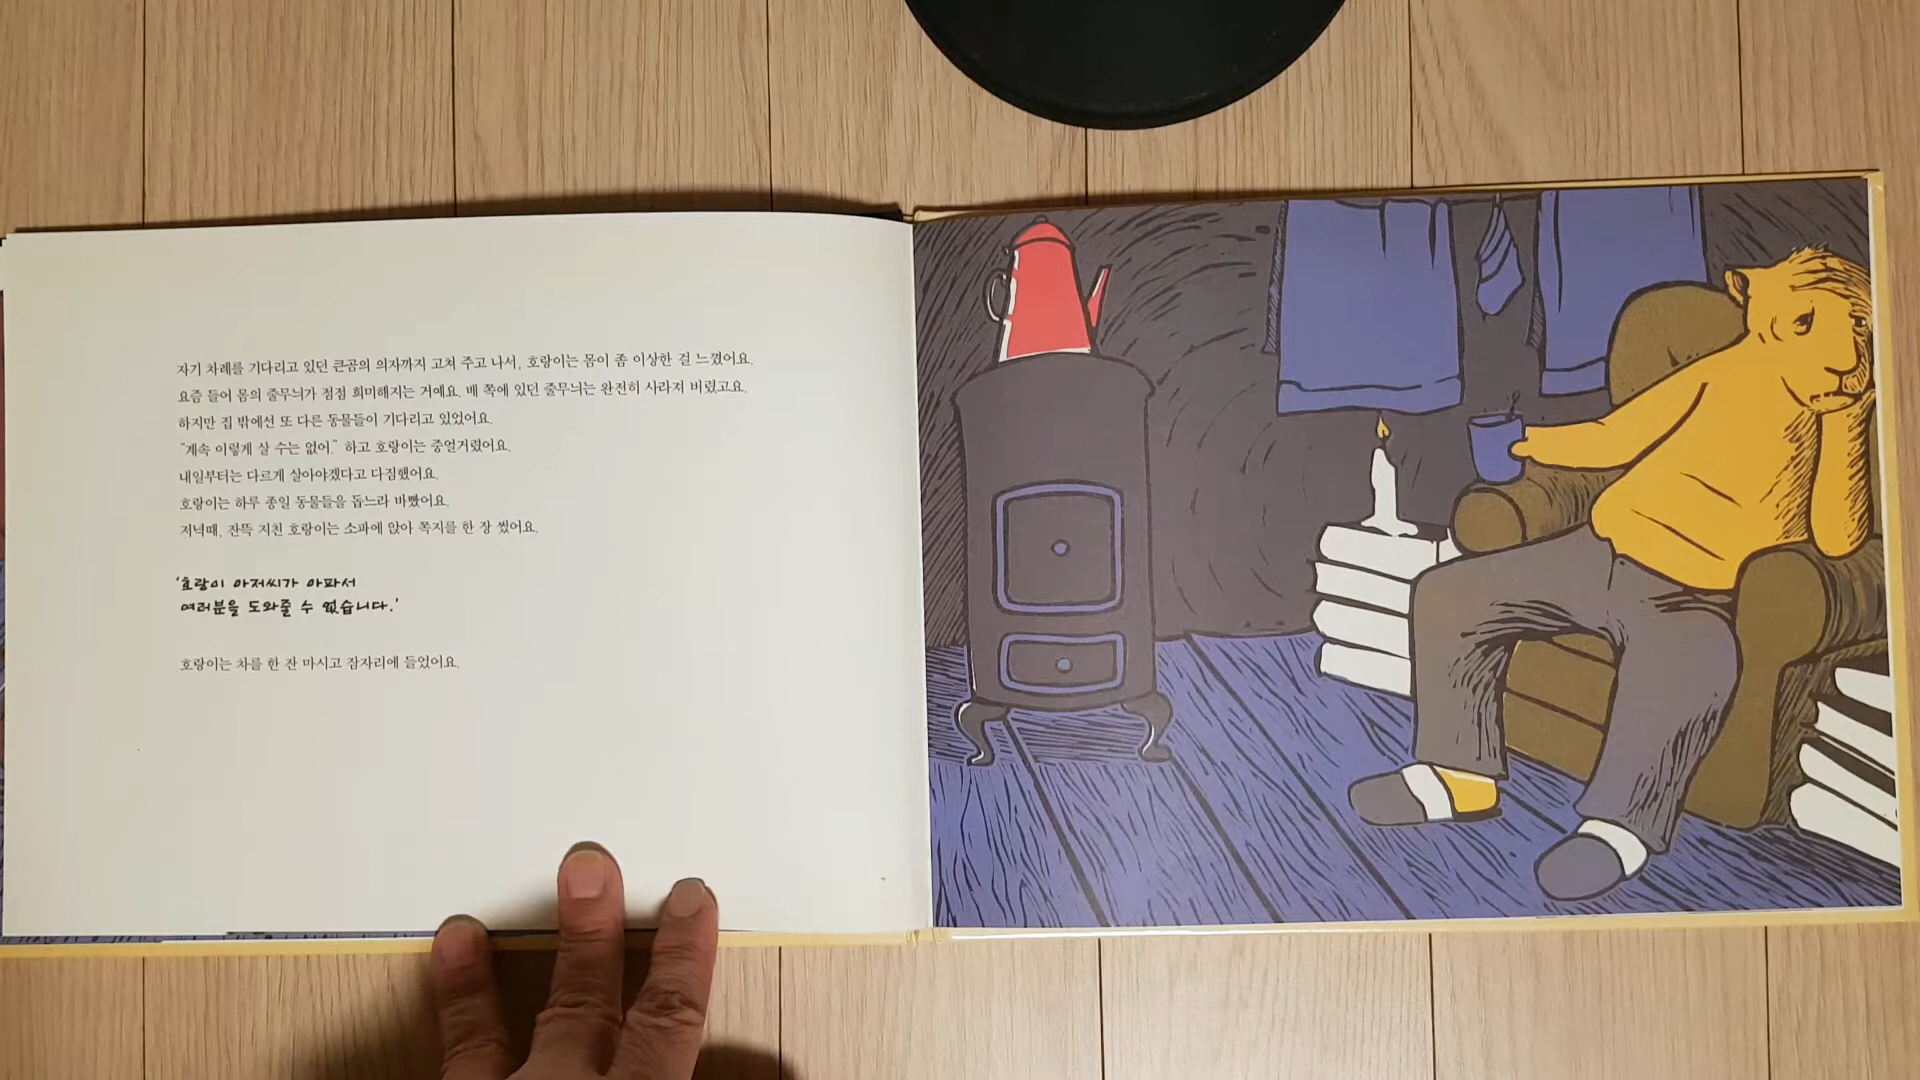 자기 차례를 기다리고 있던 큰곰의 의자까지 고쳐 주고 나서, 호랑이는 몸이 좀 이상한 걸 느꼈어요.
요즘 들어 몸의 줄무늬가 점점 희미해지는 거예요. 배 쪽에 있던 줄무늬는 완전히 사라져 버렸고요.
하지만 집 밖에선 또 다른 동물들이 기다리고 있었어요.
“계속 이렇게 살 수는 없어.” 하고 호랑이는 중얼거렸어요.
내일부터는 다르게 살아야겠다고 다짐했어요.
호랑이는 하루 종일 동물들을 돕느라 바빴어요.
저녁때, 잔뜩 지친 호랑이는 소파에 앉아 쪽지를 한 장 썼어요.
‘호랑이 아저씨가 아파서
여러분을 도와줄 수 없습니다.’
호랑이는 차를 한 잔 마시고 잠자리에 들었어요.